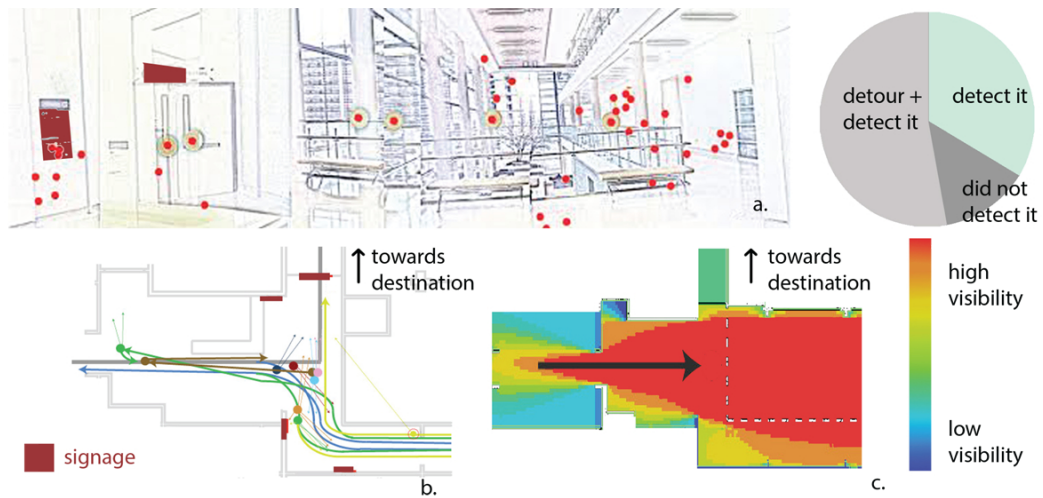 a.
detour +
detect it
detect it
did not
detect it
towards
destination
signage
b.
towards
destination
c.
high
visibility
low
visibility